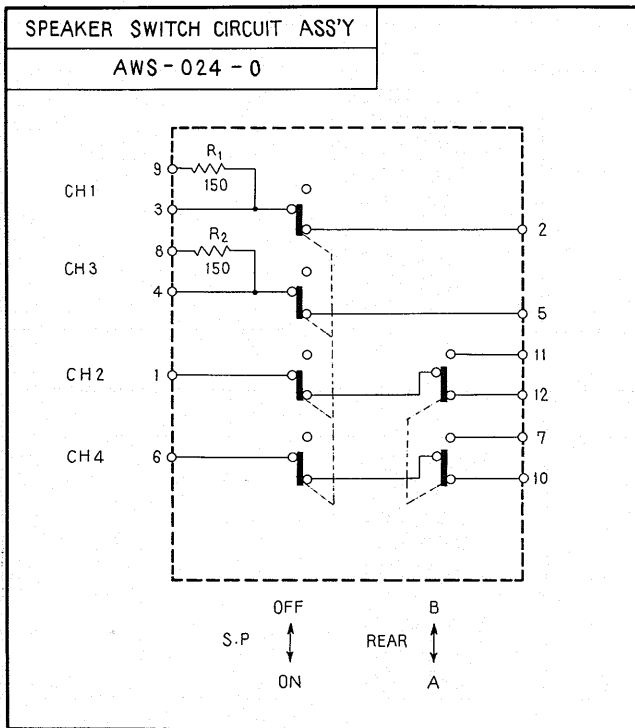 SPEAKER SWITCH CIRCUIT ASS'Y
AWS-024-0
CH1
9
R1
150
3
2
CH3
8
R2
150
4
5
11
CH2
1
12
7
CH4
6
10
OFF
B
S.P
REAR
ON
A